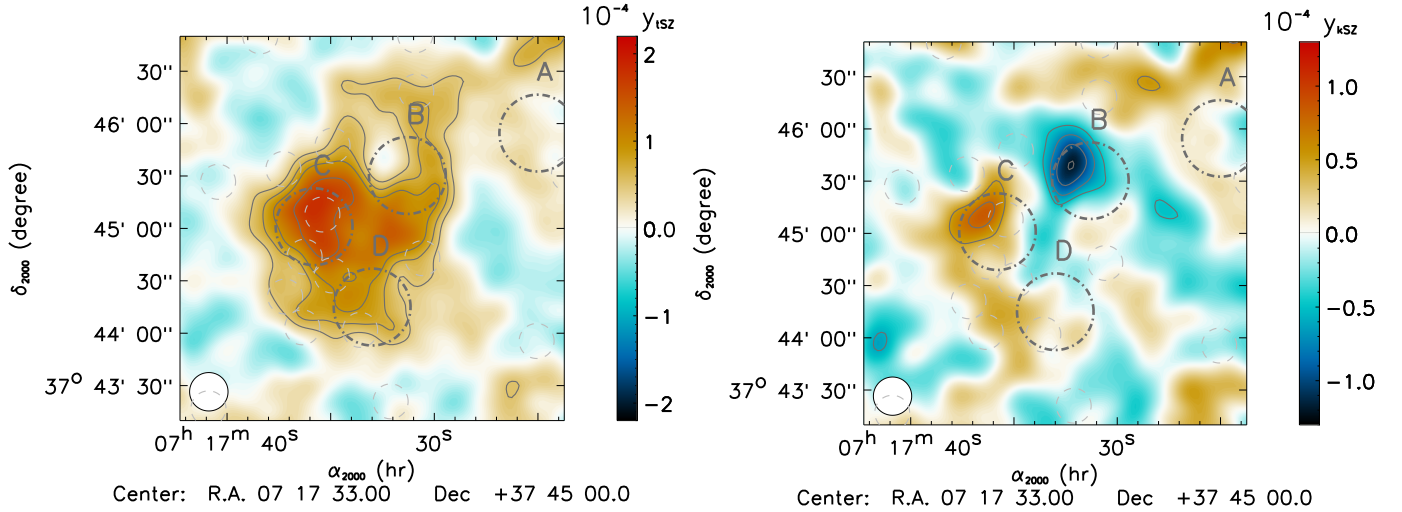 10⁻⁴ y_tSZ
2
1
0.0
−1
−2
30''
46' 00''
30''
45' 00''
30''
44' 00''
37° 43' 30''
δ₂₀₀₀ (degree)
A
B
C
D
07ʰ 17ᵐ 40ˢ 30ˢ
α₂₀₀₀ (hr)
Center: R.A. 07 17 33.00 Dec +37 45 00.0
10⁻⁴ y_kSZ
1.0
0.5
0.0
−0.5
−1.0
30''
46' 00''
30''
45' 00''
30''
44' 00''
37° 43' 30''
δ₂₀₀₀ (degree)
A
B
C
D
07ʰ 17ᵐ 40ˢ 30ˢ
α₂₀₀₀ (hr)
Center: R.A. 07 17 33.00 Dec +37 45 00.0